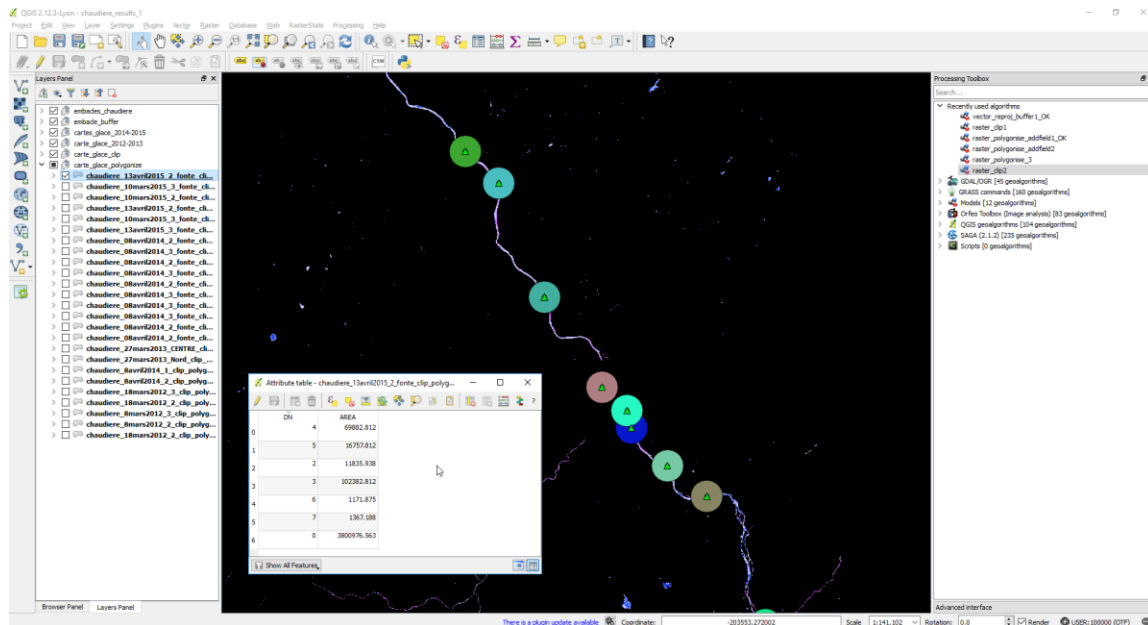 QGIS 2.12.3-Lyon - chaudiere_results_1
Project Edit View Layer Settings Plugins Vector Raster Database Web RasterStats Processing Help
CSW
Layers Panel
embades_chaudiere
embade_buffer
cartes_glace_2014-2015
carte_glace_2012-2013
carte_glace_clip
carte_glace_polygonize
chaudiere_13avril2015_2_fonte_cli...
chaudiere_10mars2015_3_fonte_cli...
chaudiere_10mars2015_2_fonte_cli...
chaudiere_13avril2015_2_fonte_cli...
chaudiere_10mars2015_3_fonte_cli...
chaudiere_13avril2015_3_fonte_cli...
chaudiere_08avril2014_2_fonte_cli...
chaudiere_08avril2014_3_fonte_cli...
chaudiere_08avril2014_2_fonte_cli...
chaudiere_08avril2014_3_fonte_cli...
chaudiere_08avril2014_2_fonte_cli...
chaudiere_08avril2014_3_fonte_cli...
chaudiere_08avril2014_3_fonte_cli...
chaudiere_08avril2014_2_fonte_cli...
chaudiere_08avril2014_2_fonte_cli...
chaudiere_27mars2013_CENTRE_cli...
chaudiere_27mars2013_Nord_clip_...
chaudiere_8avril2014_1_clip_polyg...
chaudiere_8avril2014_2_clip_polyg...
chaudiere_18mars2012_3_clip_poly...
chaudiere_18mars2012_2_clip_poly...
chaudiere_8mars2012_3_clip_polyg...
chaudiere_8mars2012_2_clip_polyg...
chaudiere_18mars2012_2_clip_poly...
Browser Panel Layers Panel
Attribute table - chaudiere_13avril2015_2_fonte_clip_polyg...
DN AREA
0 4 69882.812
1 5 16757.812
2 2 11835.938
3 3 102382.812
4 6 1171.875
5 7 1367.188
6 0 3800976.563
Show All Features
Processing Toolbox
Search...
Recently used algorithms
vector_reproj_buffer1_OK
raster_clip1
raster_polygonise_addfield1_OK
raster_polygonise_addfield2
raster_polygonise_3
raster_clip2
GDAL/OGR [45 geoalgorithms]
GRASS commands [160 geoalgorithms]
Models [12 geoalgorithms]
Orfeo Toolbox (Image analysis) [83 geoalgorithms]
QGIS geoalgorithms [104 geoalgorithms]
SAGA (2.1.2) [235 geoalgorithms]
Scripts [0 geoalgorithms]
Advanced interface
There is a plugin update available Coordinate: -203553,272002 Scale 1:141,102 Rotation: 0.0 Render USER:100000 (OTF)